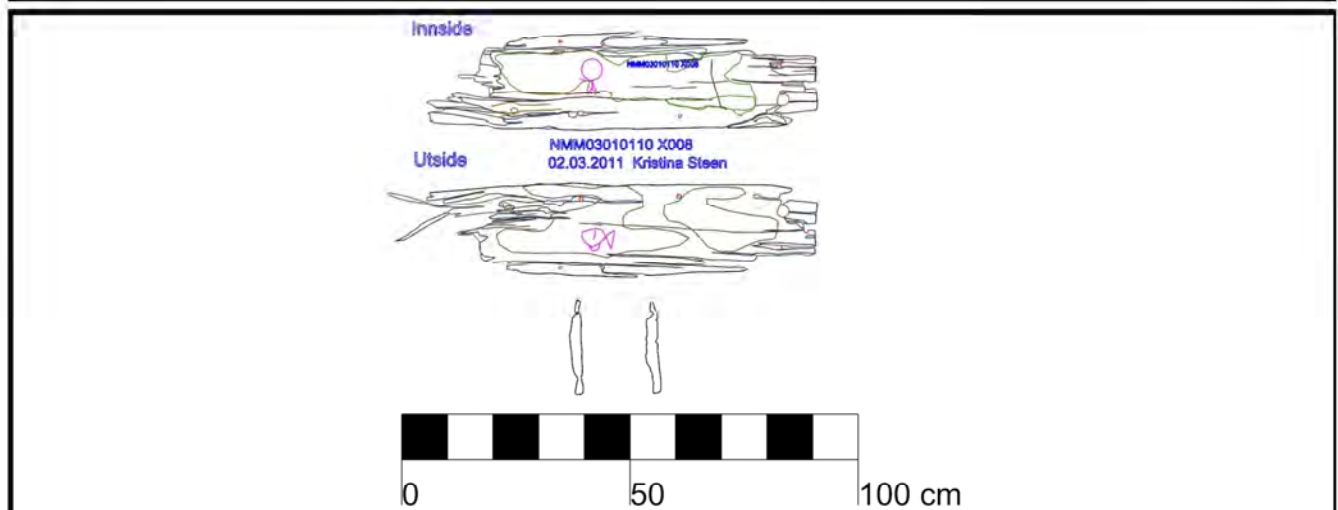 Innside
NMM03010110 X008
NMM03010110 X008
Utside
02.03.2011 Kristina Steen
0 50 100 cm